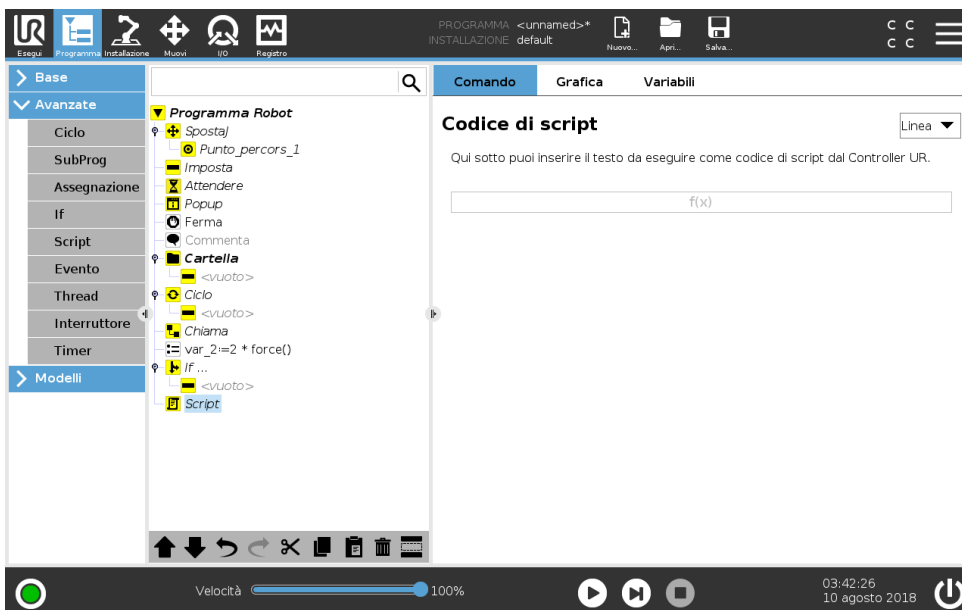 UR
PROGRAMMA <unnamed>*
INSTALLAZIONE default
Esegui
Programma
Installazione
Muovi
I/O
Registro
Nuovo...
Apri...
Salva...
C C
C C
Base
Avanzate
Ciclo
SubProg
Assegnazione
If
Script
Evento
Thread
Interruttore
Timer
Modelli
Programma Robot
SpostaJ
Punto_percors_1
Imposta
Attendere
Popup
Ferma
Commenta
Cartella
<vuoto>
Ciclo
<vuoto>
Chiama
var_2:=2 * force()
If ...
<vuoto>
Script
Comando
Grafica
Variabili
Codice di script
Linea
Qui sotto puoi inserire il testo da eseguire come codice di script dal Controller UR.
f(x)
Velocità
100%
03:42:26
10 agosto 2018